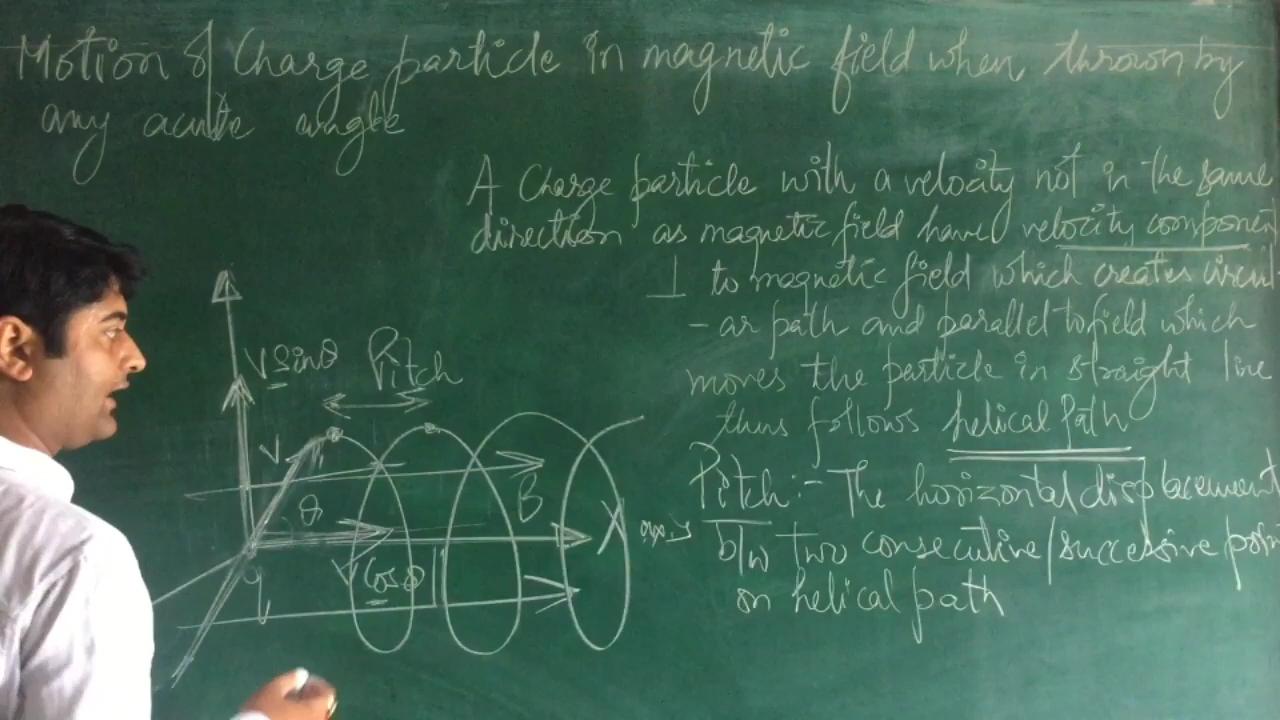 Motion of Charge particle in magnetic field when thrown by
any acute angle
A Charge particle with a velocity not in the same
direction as magnetic field have velocity componen
⊥ to magnetic field which creates circul
- ar path and parallel to field which
moves the particle in straight line
thus follows helical path
Pitch :- The horizontal displacement
b/w two consecutive/successive poin
on helical path
V sinθ
Pitch
V
B
θ
X axis
V Cosθ
q